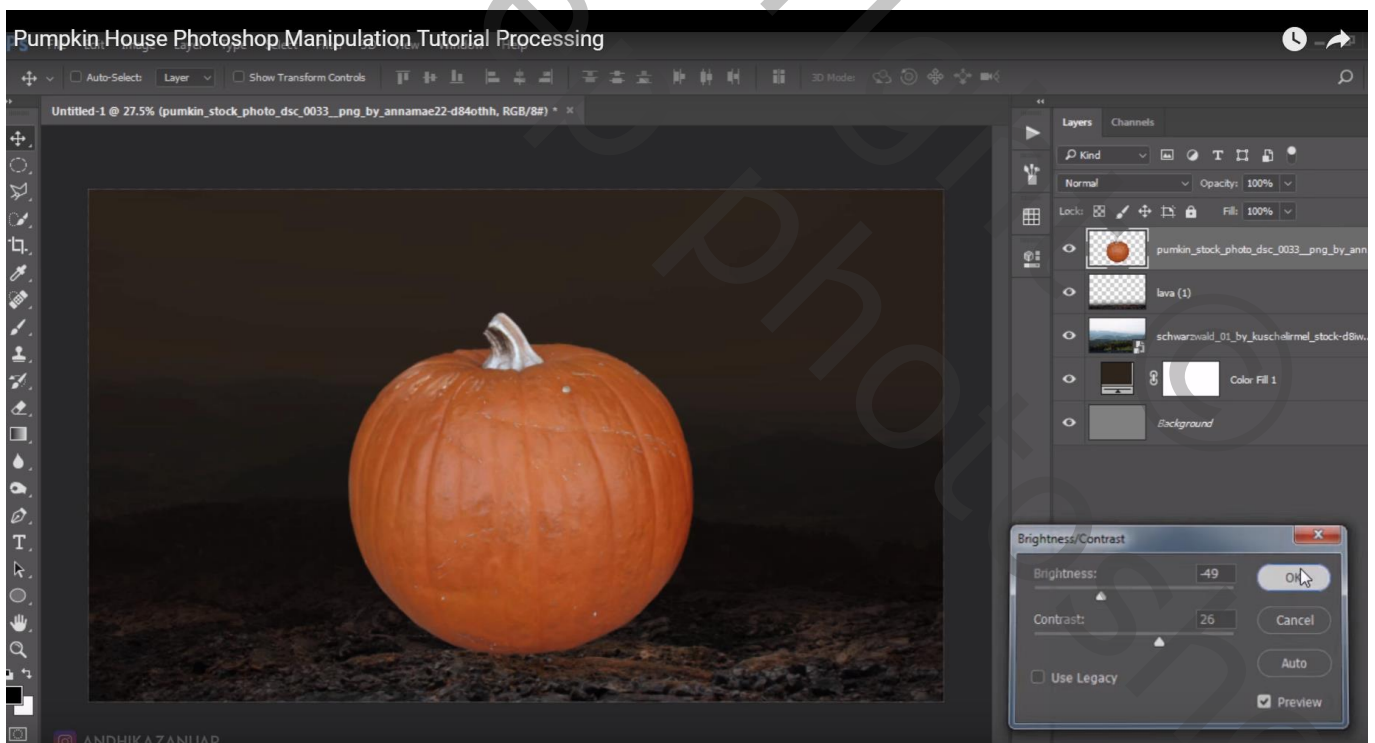 Pumpkin House Photoshop Manipulation Tutorial Processing
Auto-Select: Layer Show Transform Controls 3D Mode:
Untitled-1 @ 27.5% (pumkin_stock_photo_dsc_0033__png_by_annamae22-d84othh, RGB/8#) * ×
Layers Channels
Kind
Normal Opacity: 100%
Lock: Fill: 100%
pumkin_stock_photo_dsc_0033__png_by_ann
lava (1)
schwarzwald_01_by_kuschelirmel_stock-d8iw..
Color Fill 1
Background
Brightness/Contrast
Brightness: -49
OK
Contrast: 26
Cancel
Auto
Use Legacy
Preview
ANDHIKAZANUAR